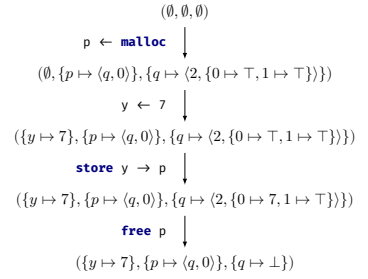 (∅, ∅, ∅)
p ← malloc
(∅, {p ↦ ⟨q, 0⟩}, {q ↦ ⟨2, {0 ↦ ⊤, 1 ↦ ⊤}⟩})
y ← 7
({y ↦ 7}, {p ↦ ⟨q, 0⟩}, {q ↦ ⟨2, {0 ↦ ⊤, 1 ↦ ⊤}⟩})
store y → p
({y ↦ 7}, {p ↦ ⟨q, 0⟩}, {q ↦ ⟨2, {0 ↦ 7, 1 ↦ ⊤}⟩})
free p
({y ↦ 7}, {p ↦ ⟨q, 0⟩}, {q ↦ ⊥})